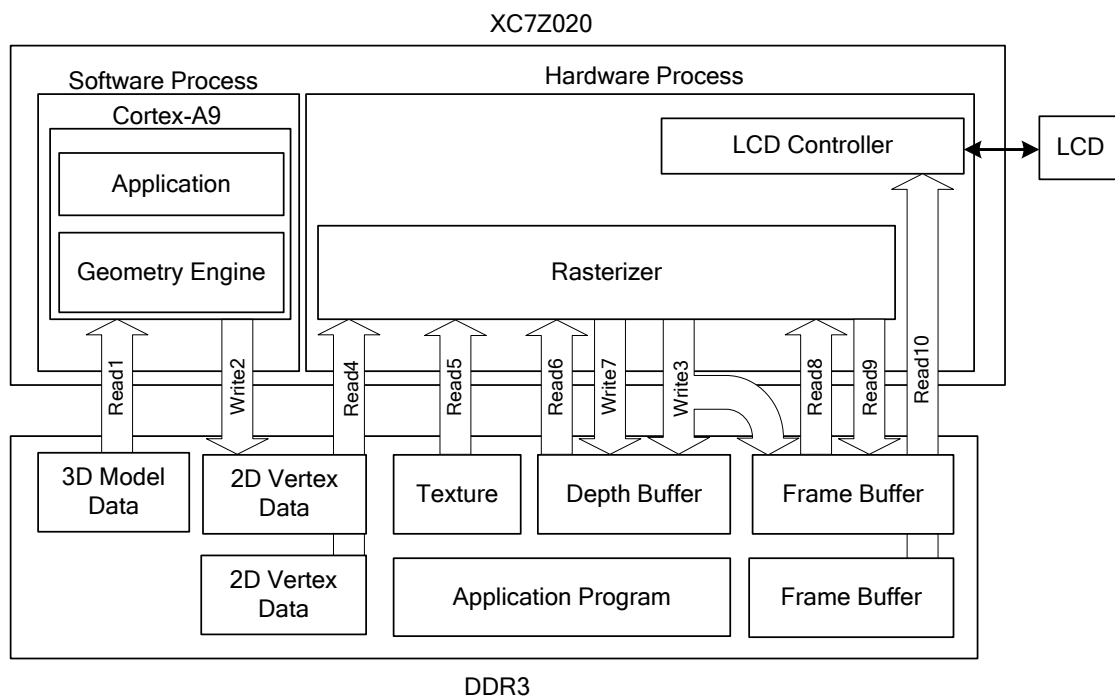 XC7Z020
Software Process
Hardware Process
Cortex-A9
LCD Controller
LCD
Application
Geometry Engine
Rasterizer
Read1
Write2
Read4
Read5
Read6
Write7
Write3
Read8
Read9
Read10
3D Model
Data
2D Vertex
Data
Texture
Depth Buffer
Frame Buffer
2D Vertex
Data
Application Program
Frame Buffer
DDR3